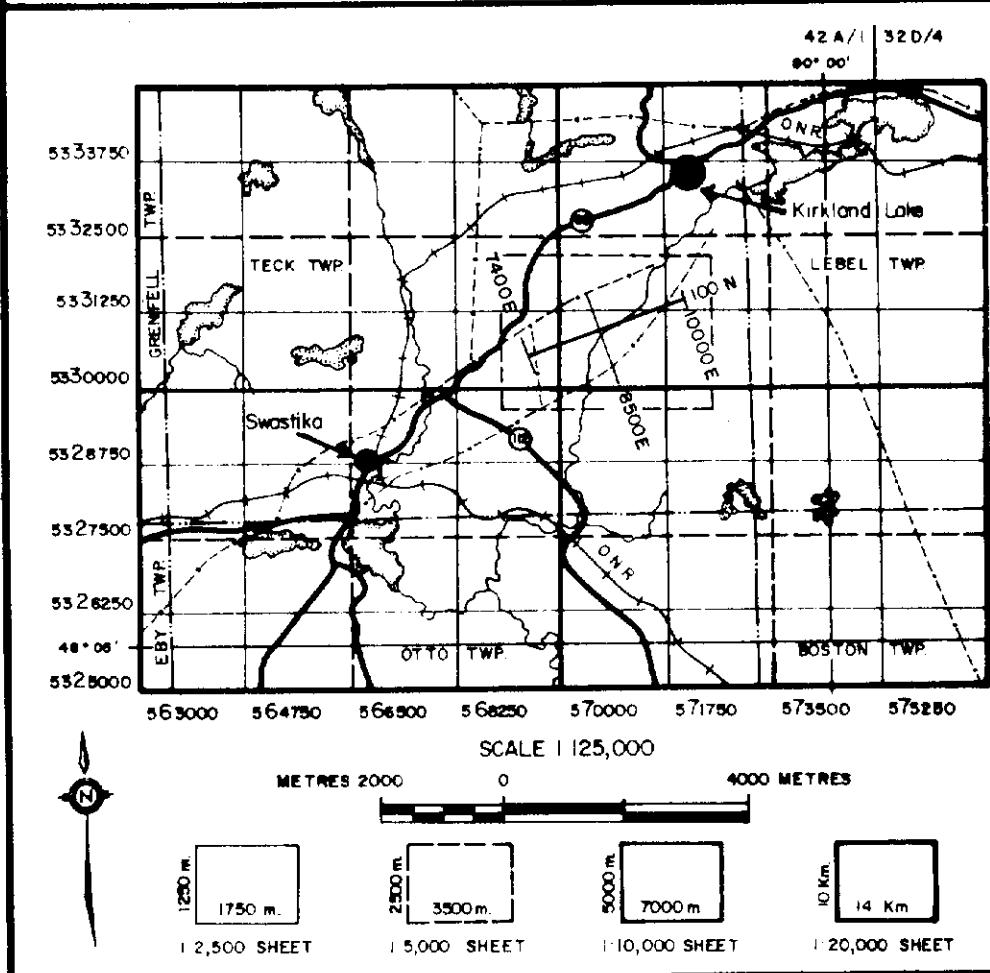 42 A/1 32D/4
80° 00'
ONR
5333750
Kirkland Lake
5332500
TECK TWP.
LEBEL TWP.
GRENFELL TWP.
7400E
100 N
5331250
10000E
5330000
8500E
Swastika
5328750
5327500
ONR
5326250
EBY TWP.
48° 06'
OTTO TWP.
BOSTON TWP.
5325000
563000 564750 566500 568250 570000 571750 573500 575250
SCALE 1 125,000
METRES 2000 0 4000 METRES
N
1250 m.
1750 m.
2500 m.
3500 m.
5000 m.
7000 m
10 Km.
14 Km
1 2,500 SHEET
1 5,000 SHEET
1 10,000 SHEET
1 20,000 SHEET